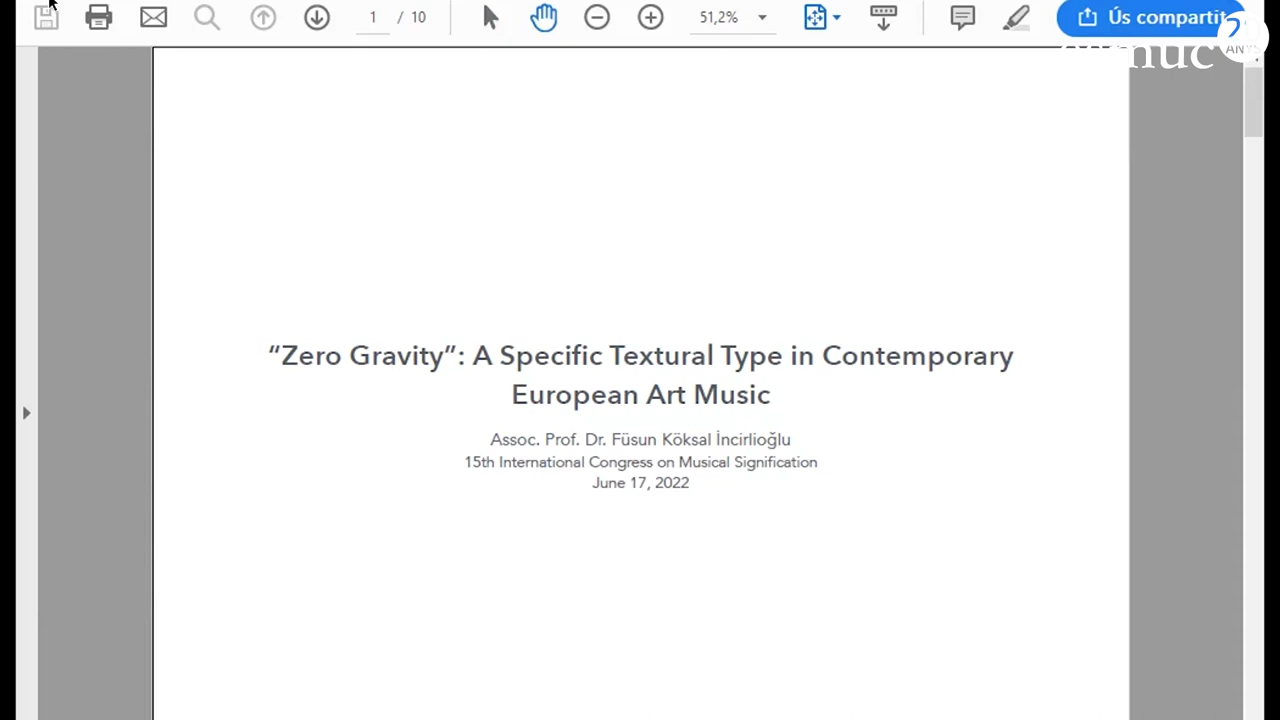 1 / 10
51,2%
Ús compartit
ANYS
“Zero Gravity”: A Specific Textural Type in Contemporary
European Art Music
Assoc. Prof. Dr. Füsun Köksal İncirlioğlu
15th International Congress on Musical Signification
June 17, 2022